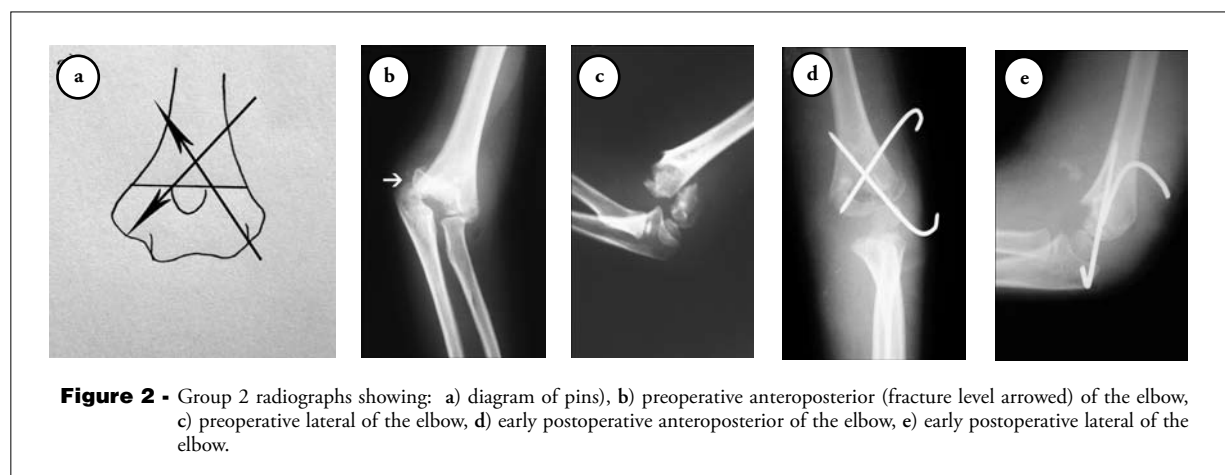 a
b
c
d
e
Figure 2 - Group 2 radiographs showing: a) diagram of pins), b) preoperative anteroposterior (fracture level arrowed) of the elbow,
c) preoperative lateral of the elbow, d) early postoperative anteroposterior of the elbow, e) early postoperative lateral of the
elbow.